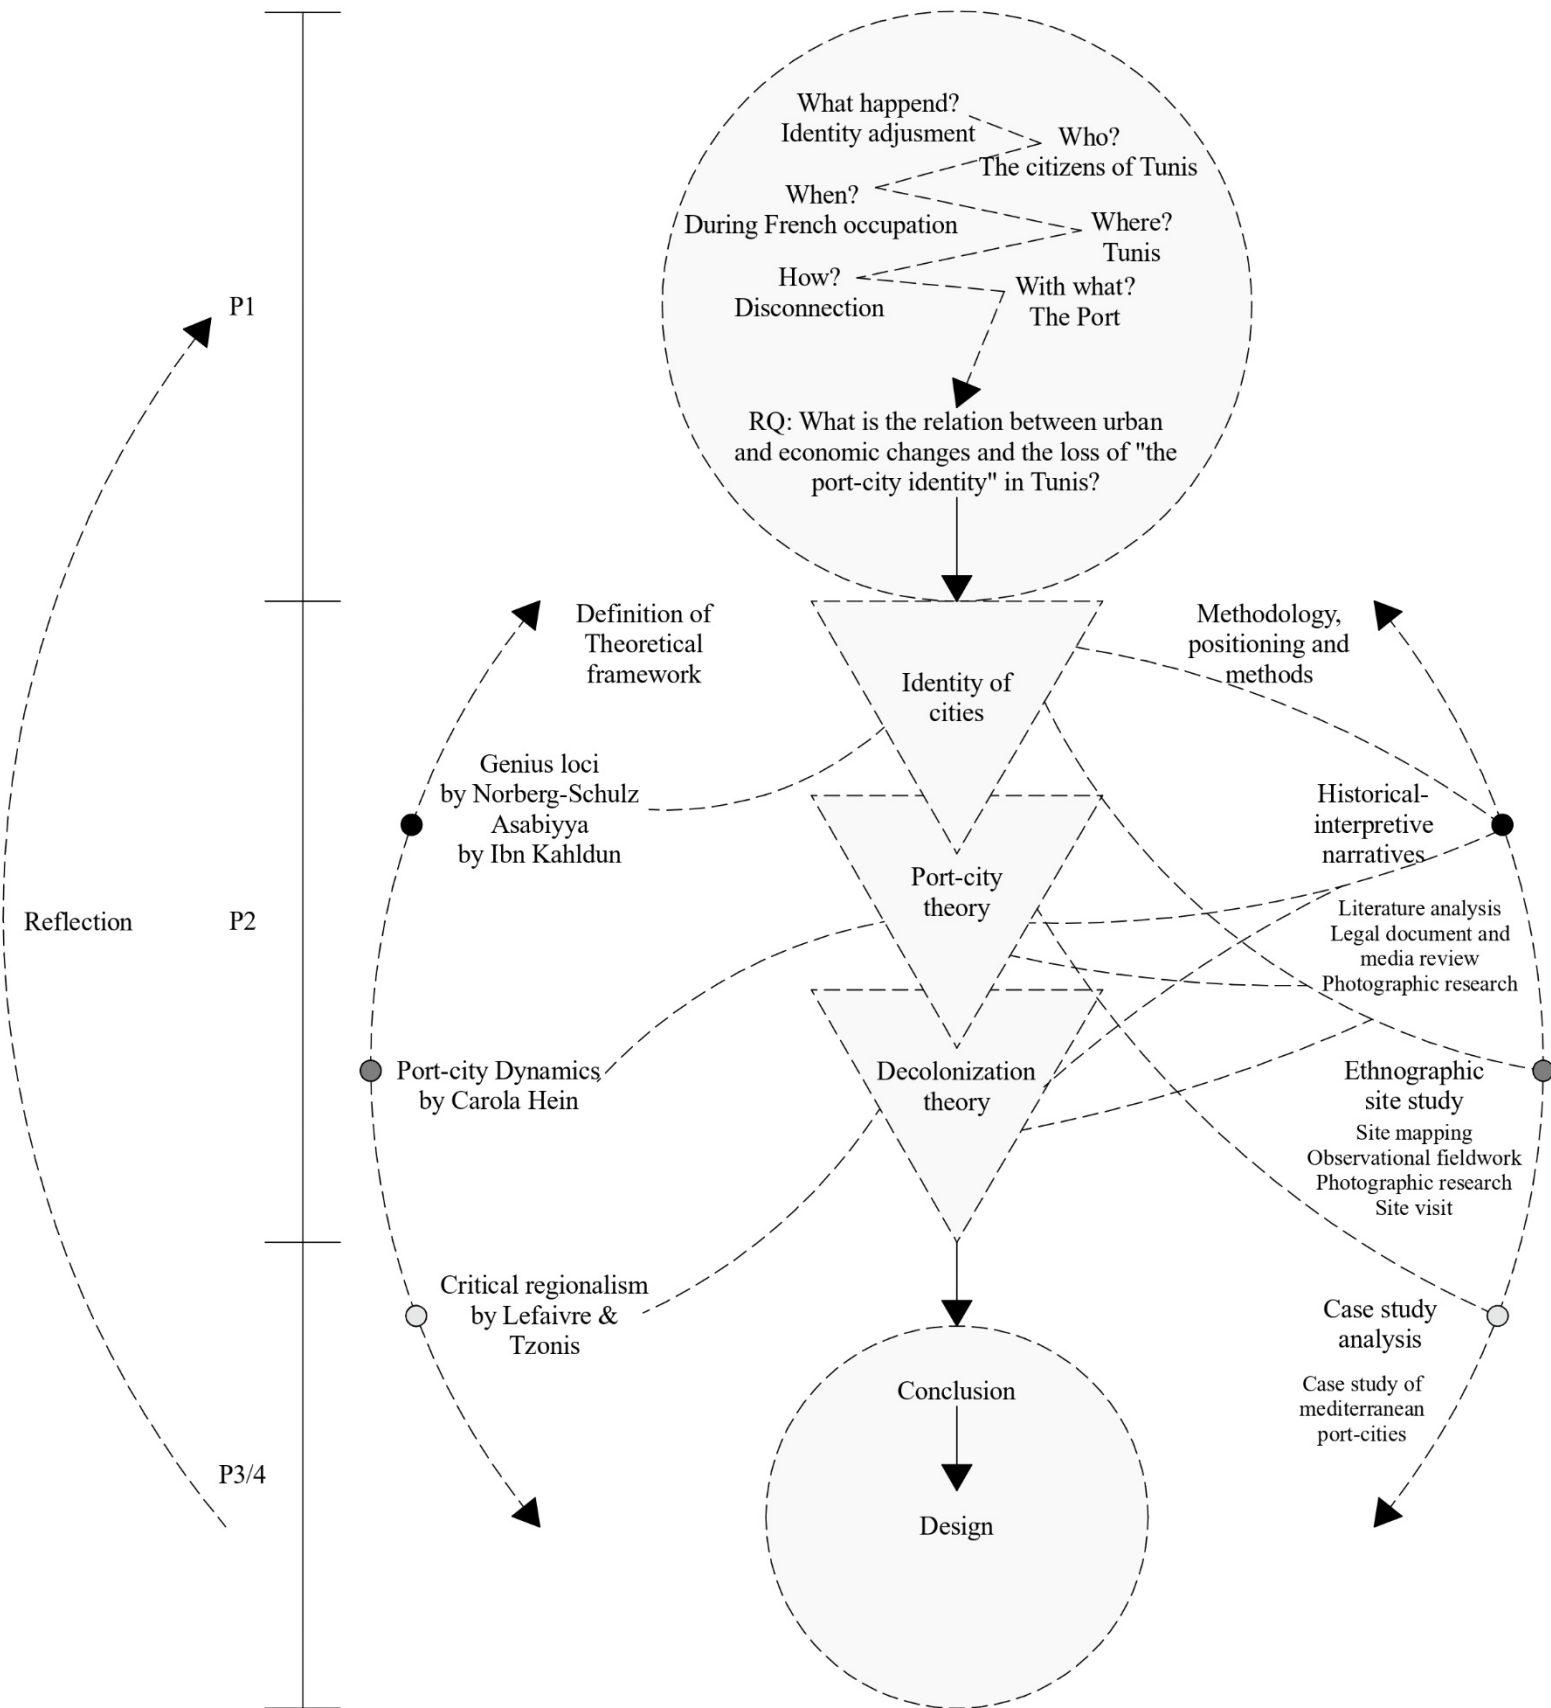 What happend?
Identity adjusment
Who?
The citizens of Tunis
When?
During French occupation
Where?
Tunis
How?
Disconnection
With what?
The Port
P1
RQ: What is the relation between urban
and economic changes and the loss of "the
port-city identity" in Tunis?
Definition of
Theoretical
framework
Methodology,
positioning and
methods
Identity of
cities
Genius loci
by Norberg-Schulz
Asabiyya
by Ibn Kahldun
Historical-
interpretive
narratives
Port-city
theory
Literature analysis
Legal document and
media review
Photographic research
Reflection
P2
Port-city Dynamics
by Carola Hein
Decolonization
theory
Ethnographic
site study
Site mapping
Observational fieldwork
Photographic research
Site visit
Critical regionalism
by Lefaivre &
Tzonis
Case study
analysis
Case study of
mediterranean
port-cities
Conclusion
P3/4
Design